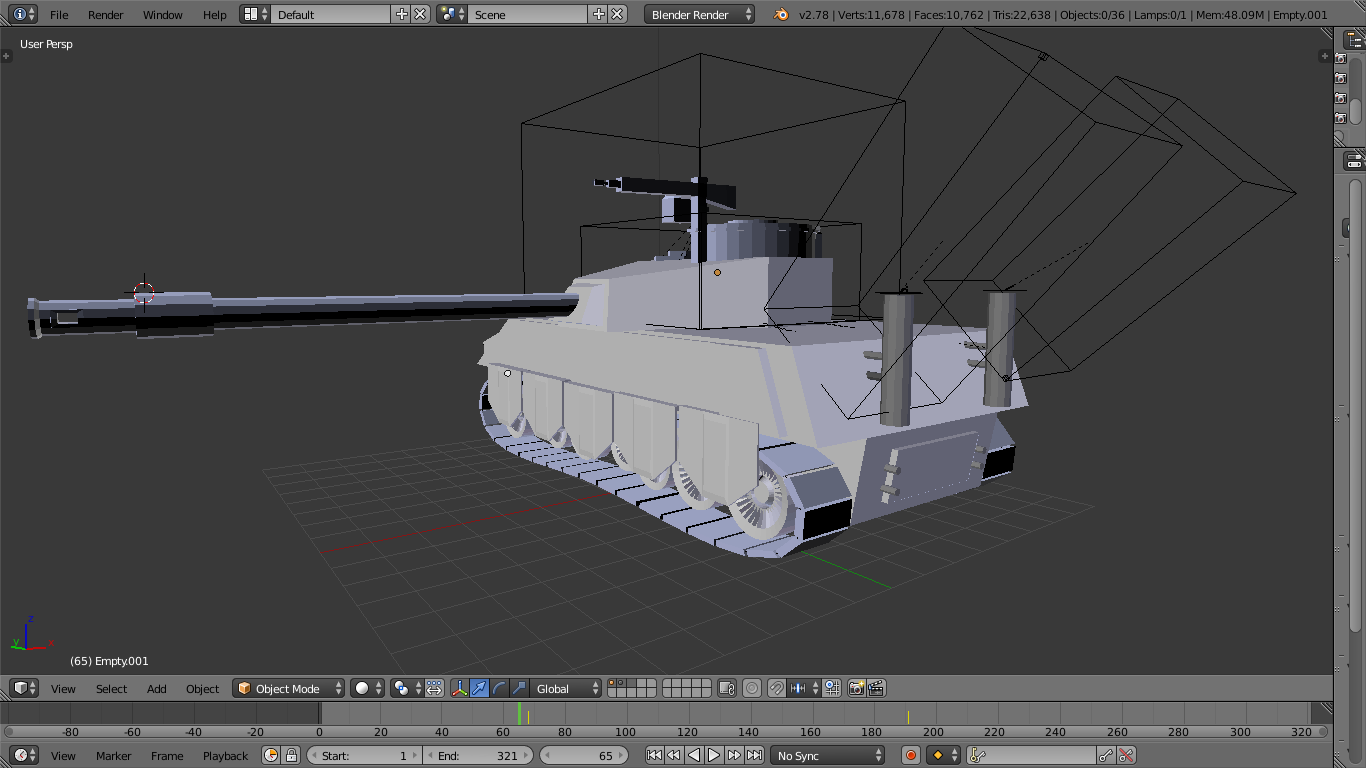 File Render Window Help Default Scene Blender Render v2.78 | Verts:11,678 | Faces:10,762 | Tris:22,638 | Objects:0/36 | Lamps:0/1 | Mem:48.09M | Empty.001
User Persp
z
y x
(65) Empty.001
View Select Add Object Object Mode Global
-80 -60 -40 -20 0 20 40 60 80 100 120 140 160 180 200 220 240 260 280 300 320
View Marker Frame Playback Start: 1 End: 321 65 No Sync